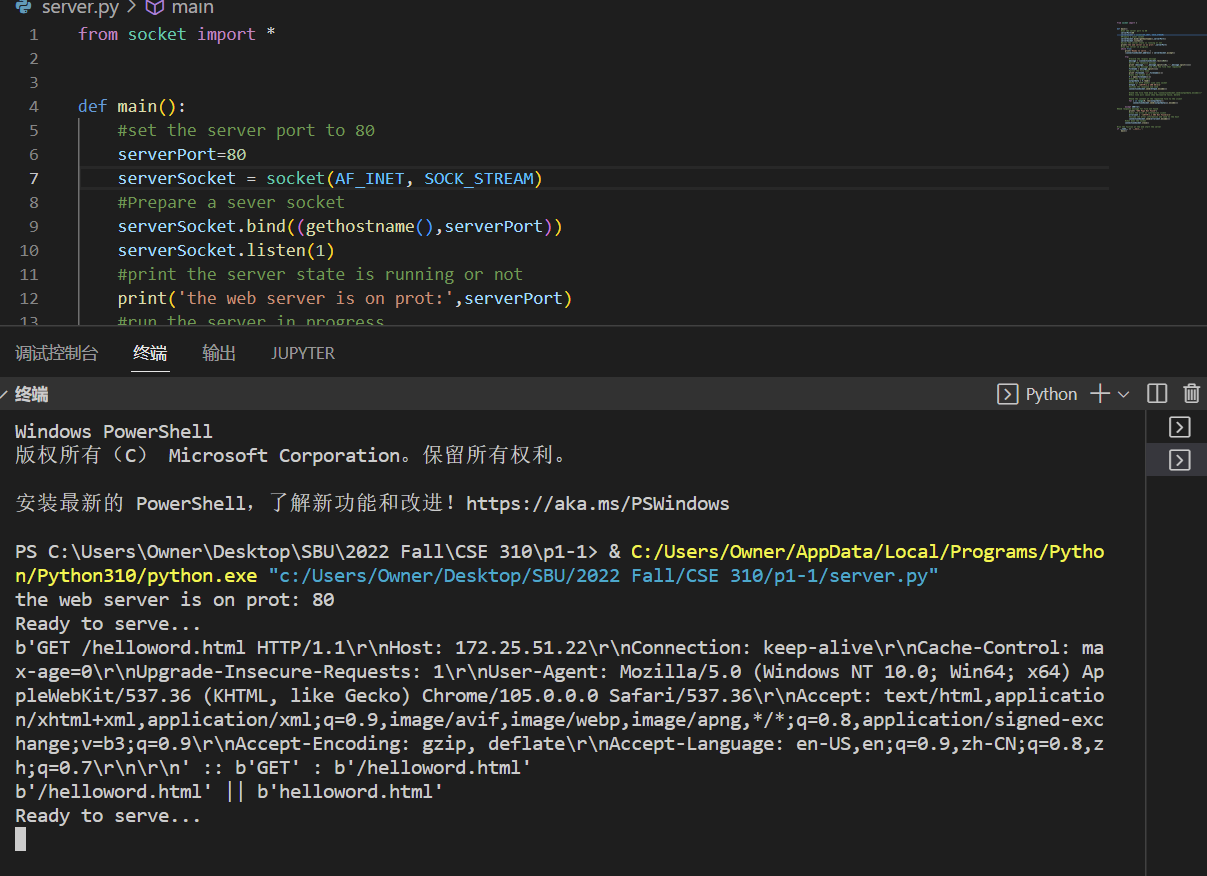 server.py > main
1 from socket import *
2
3
4 def main():
5 #set the server port to 80
6 serverPort=80
7 serverSocket = socket(AF_INET, SOCK_STREAM)
8 #Prepare a sever socket
9 serverSocket.bind((gethostname(),serverPort))
10 serverSocket.listen(1)
11 #print the server state is running or not
12 print('the web server is on prot:',serverPort)
13 #run the server in progress
调试控制台 终端 输出 JUPYTER
终端 Python
Windows PowerShell
版权所有（C） Microsoft Corporation。保留所有权利。
安装最新的 PowerShell，了解新功能和改进！https://aka.ms/PSWindows
PS C:\Users\Owner\Desktop\SBU\2022 Fall\CSE 310\p1-1> & C:/Users/Owner/AppData/Local/Programs/Pytho
n/Python310/python.exe "c:/Users/Owner/Desktop/SBU/2022 Fall/CSE 310/p1-1/server.py"
the web server is on prot: 80
Ready to serve...
b'GET /helloword.html HTTP/1.1\r\nHost: 172.25.51.22\r\nConnection: keep-alive\r\nCache-Control: ma
x-age=0\r\nUpgrade-Insecure-Requests: 1\r\nUser-Agent: Mozilla/5.0 (Windows NT 10.0; Win64; x64) Ap
pleWebKit/537.36 (KHTML, like Gecko) Chrome/105.0.0.0 Safari/537.36\r\nAccept: text/html,applicatio
n/xhtml+xml,application/xml;q=0.9,image/avif,image/webp,image/apng,*/*;q=0.8,application/signed-exc
hange;v=b3;q=0.9\r\nAccept-Encoding: gzip, deflate\r\nAccept-Language: en-US,en;q=0.9,zh-CN;q=0.8,z
h;q=0.7\r\n\r\n' :: b'GET' : b'/helloword.html'
b'/helloword.html' || b'helloword.html'
Ready to serve...